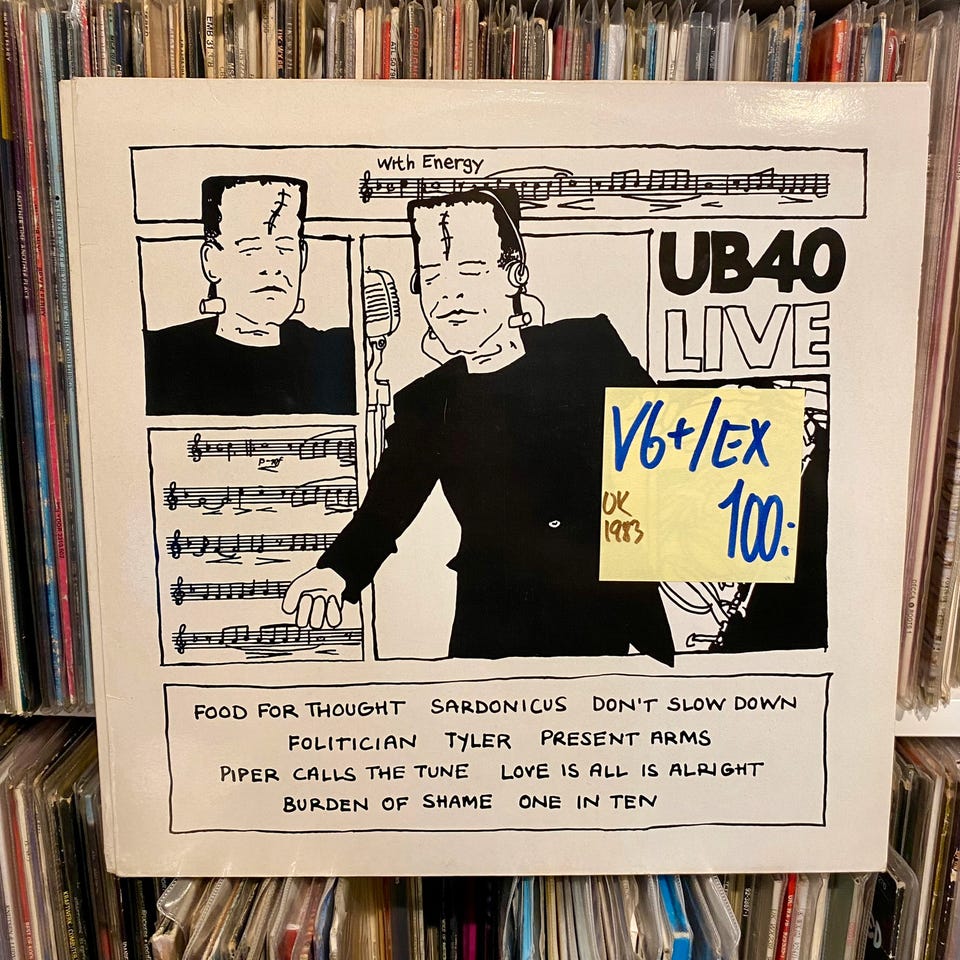 With Energy
UB40
LIVE
VG+/EX
UK
1983
100:-
P-mf
FOOD FOR THOUGHT SARDONICUS DON'T SLOW DOWN
FOLITICIAN TYLER PRESENT ARMS
PIPER CALLS THE TUNE LOVE IS ALL IS ALRIGHT
BURDEN OF SHAME ONE IN TEN